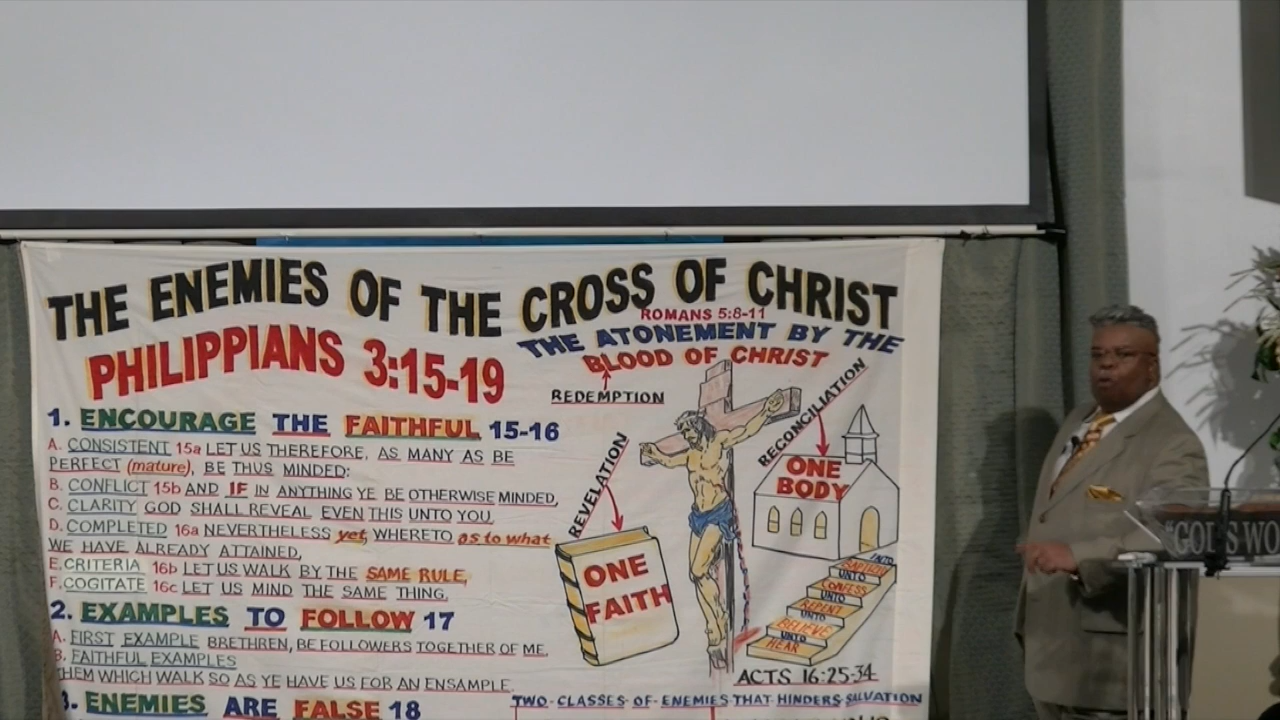 THE ENEMIES OF THE CROSS OF CHRIST
PHILIPPIANS 3:15-19
1. ENCOURAGE THE FAITHFUL 15-16
A. CONSISTENT 15a LET US THEREFORE, AS MANY AS BE
PERFECT (mature), BE THUS MINDED:
B. CONFLICT 15b AND IF IN ANYTHING YE BE OTHERWISE MINDED,
C. CLARITY GOD SHALL REVEAL EVEN THIS UNTO YOU
D. COMPLETED 16a NEVERTHELESS yet, WHERETO as to what
WE HAVE ALREADY ATTAINED,
E. CRITERIA 16b LET US WALK BY THE SAME RULE,
F. COGITATE 16c LET US MIND THE SAME THING.
2. EXAMPLES TO FOLLOW 17
A. FIRST EXAMPLE BRETHREN, BE FOLLOWERS TOGETHER OF ME,
B. FAITHFUL EXAMPLES
THEM WHICH WALK SO AS YE HAVE US FOR AN ENSAMPLE.
3. ENEMIES ARE FALSE 18
ROMANS 5:8-11
THE ATONEMENT BY THE
BLOOD OF CHRIST
REDEMPTION
REVELATION
RECONCILIATION
ONE
FAITH
ONE
BODY
INTO
BAPTISM
UNTO
CONFESS
UNTO
REPENT
UNTO
BELIEVE
UNTO
HEAR
ACTS 16:25-34
TWO CLASSES OF ENEMIES THAT HINDERS SALVATION
"GOD'S WO